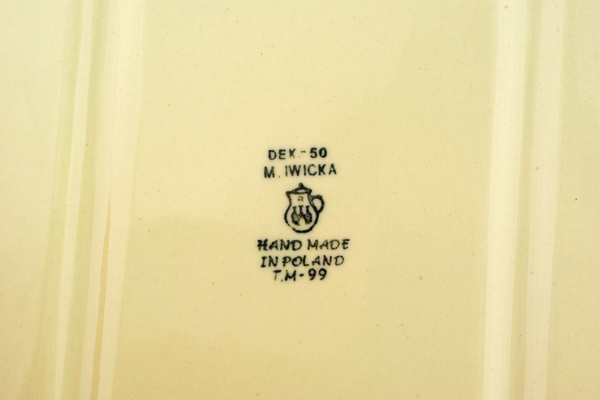 DEK.-50
M. IWICKA
HAND MADE
IN POLAND
T.M-99